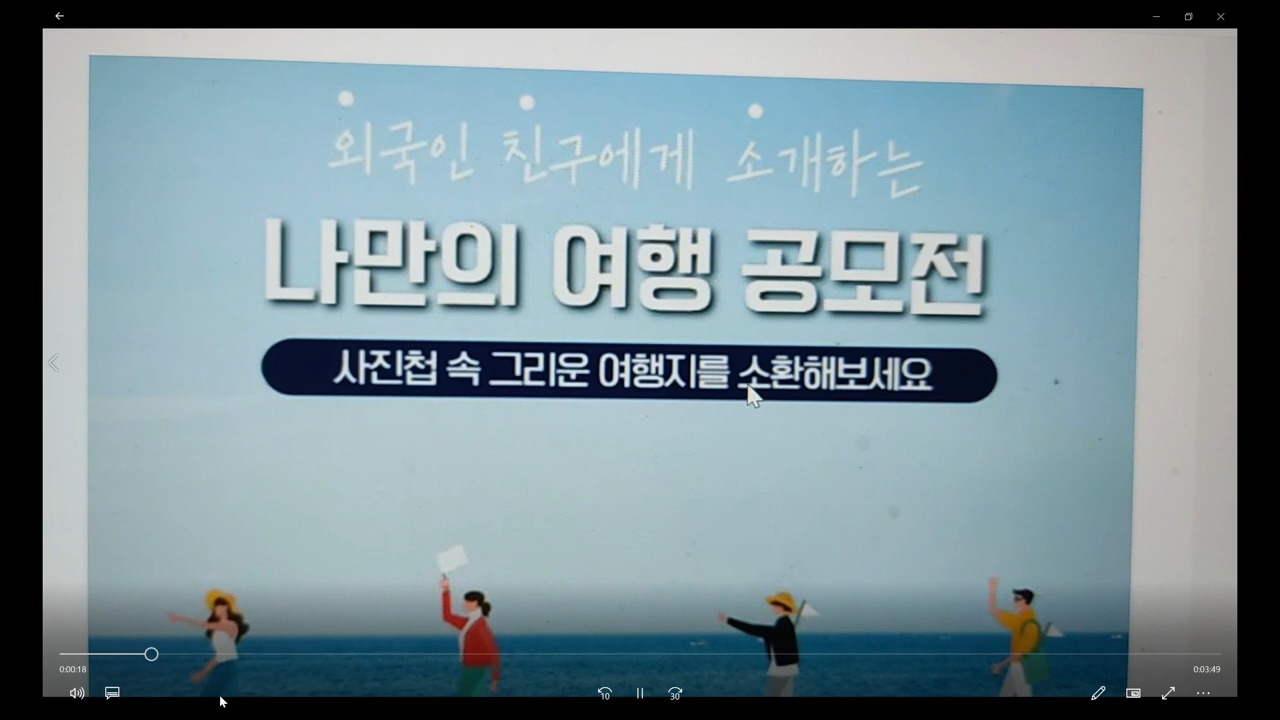 외국인 친구에게 소개하는
나만의 여행 공모전
사진첩 속 그리운 여행지를 소환해보세요
0:00:18
0:03:49
10
30